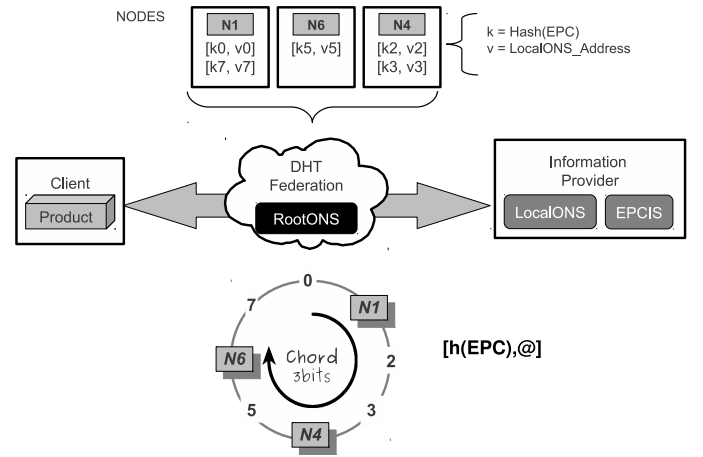 NODES
N1
[k0, v0]
[k7, v7]
N6
[k5, v5]
N4
[k2, v2]
[k3, v3]
k = Hash(EPC)
v = LocalONS_Address
Client
Product
DHT
Federation
RootONS
Information
Provider
LocalONS
EPCIS
0
7
N1
N6
Chord
3bits
2
5
3
N4
[h(EPC),@]